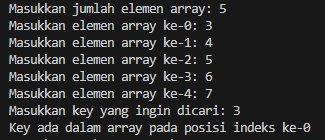 Masukkan jumlah elemen array: 5
Masukkan elemen array ke-0: 3
Masukkan elemen array ke-1: 4
Masukkan elemen array ke-2: 5
Masukkan elemen array ke-3: 6
Masukkan elemen array ke-4: 7
Masukkan key yang ingin dicari: 3
Key ada dalam array pada posisi indeks ke-0